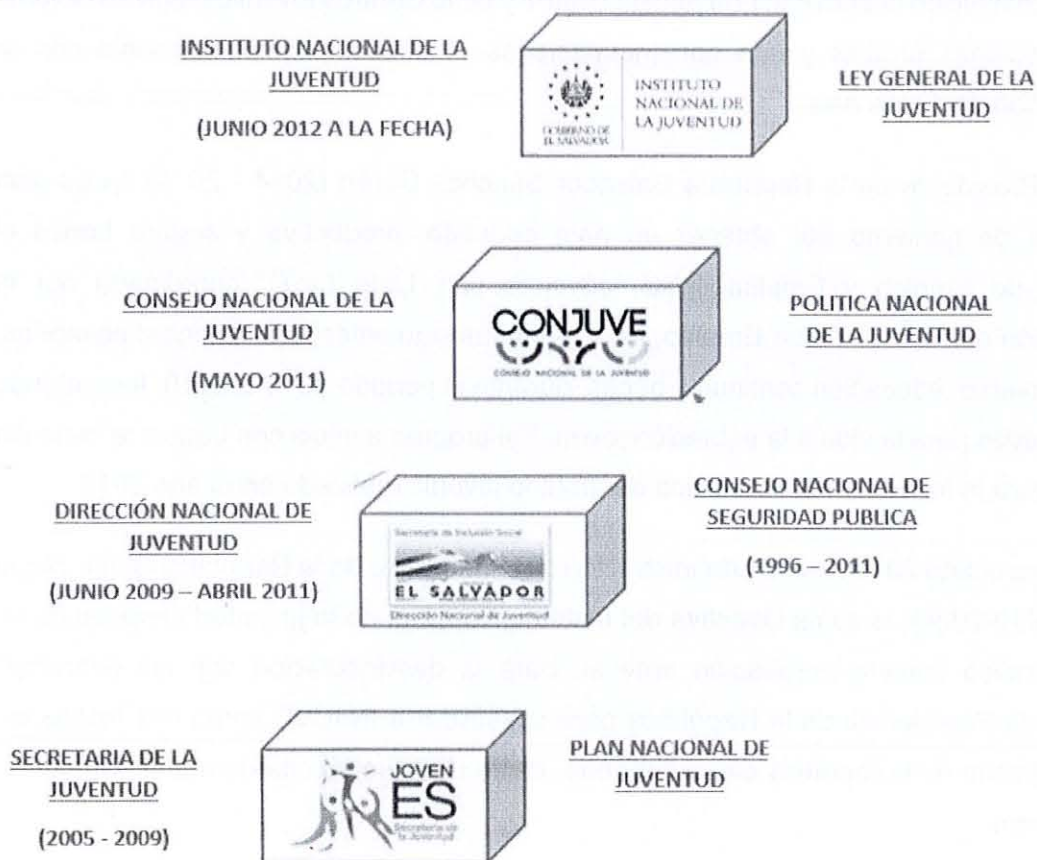 INSTITUTO NACIONAL DE LA
JUVENTUD
(JUNIO 2012 A LA FECHA)
GOBIERNO DE
EL SALVADOR
INSTITUTO
NACIONAL DE
LA JUVENTUD
LEY GENERAL DE LA
JUVENTUD
CONSEJO NACIONAL DE LA
JUVENTUD
(MAYO 2011)
CONJUVE
CONSEJO NACIONAL DE LA JUVENTUD
POLITICA NACIONAL
DE LA JUVENTUD
DIRECCIÓN NACIONAL DE
JUVENTUD
(JUNIO 2009 – ABRIL 2011)
Secretaría de Inclusión Social
EL SALVADOR
Dirección Nacional de Juventud
CONSEJO NACIONAL DE
SEGURIDAD PUBLICA
(1996 – 2011)
SECRETARIA DE LA
JUVENTUD
(2005 - 2009)
JOVEN
ES
Secretaría de
la Juventud
PLAN NACIONAL DE
JUVENTUD